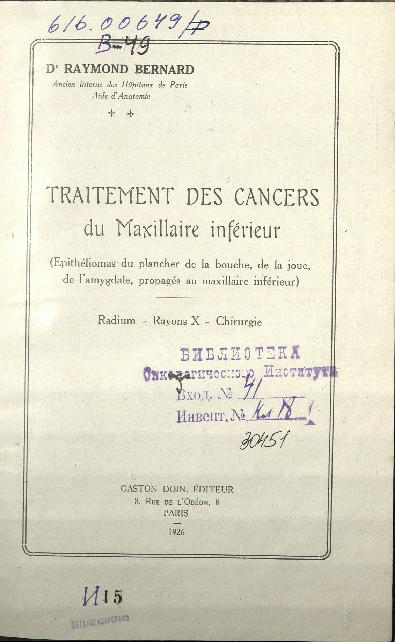 616.00649/
B-49
Dr RAYMOND BERNARD
Ancien Interne des Hôpitaux de Paris
Aide d'Anatomie
TRAITEMENT DES CANCERS
du Maxillaire inférieur
(Epithéliomas du plancher de la bouche, de la joue,
de l'amygdale, propagés au maxillaire inférieur)
Radium - Rayons X - Chirurgie
БИБЛИОТЕКА
Онкологического Института
Вход. № 41
Инвент. №
30451
GASTON DOIN, ÉDITEUR
8, RUE DE L'ODÉON, 8
PARIS
1926
И15